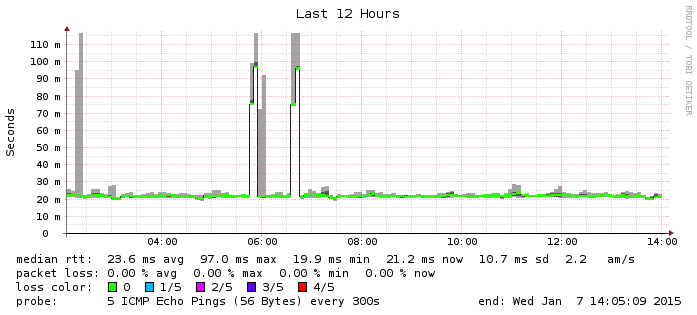 Last 12 Hours
RRDTOOL / TOBI OETIKER
Seconds
110 m
100 m
90 m
80 m
70 m
60 m
50 m
40 m
30 m
20 m
10 m
0
04:00 06:00 08:00 10:00 12:00 14:00
median rtt: 23.6 ms avg 97.0 ms max 19.9 ms min 21.2 ms now 10.7 ms sd 2.2 am/s
packet loss: 0.00 % avg 0.00 % max 0.00 % min 0.00 % now
loss color: 0 1/5 2/5 3/5 4/5
probe: 5 ICMP Echo Pings (56 Bytes) every 300s end: Wed Jan 7 14:05:09 2015